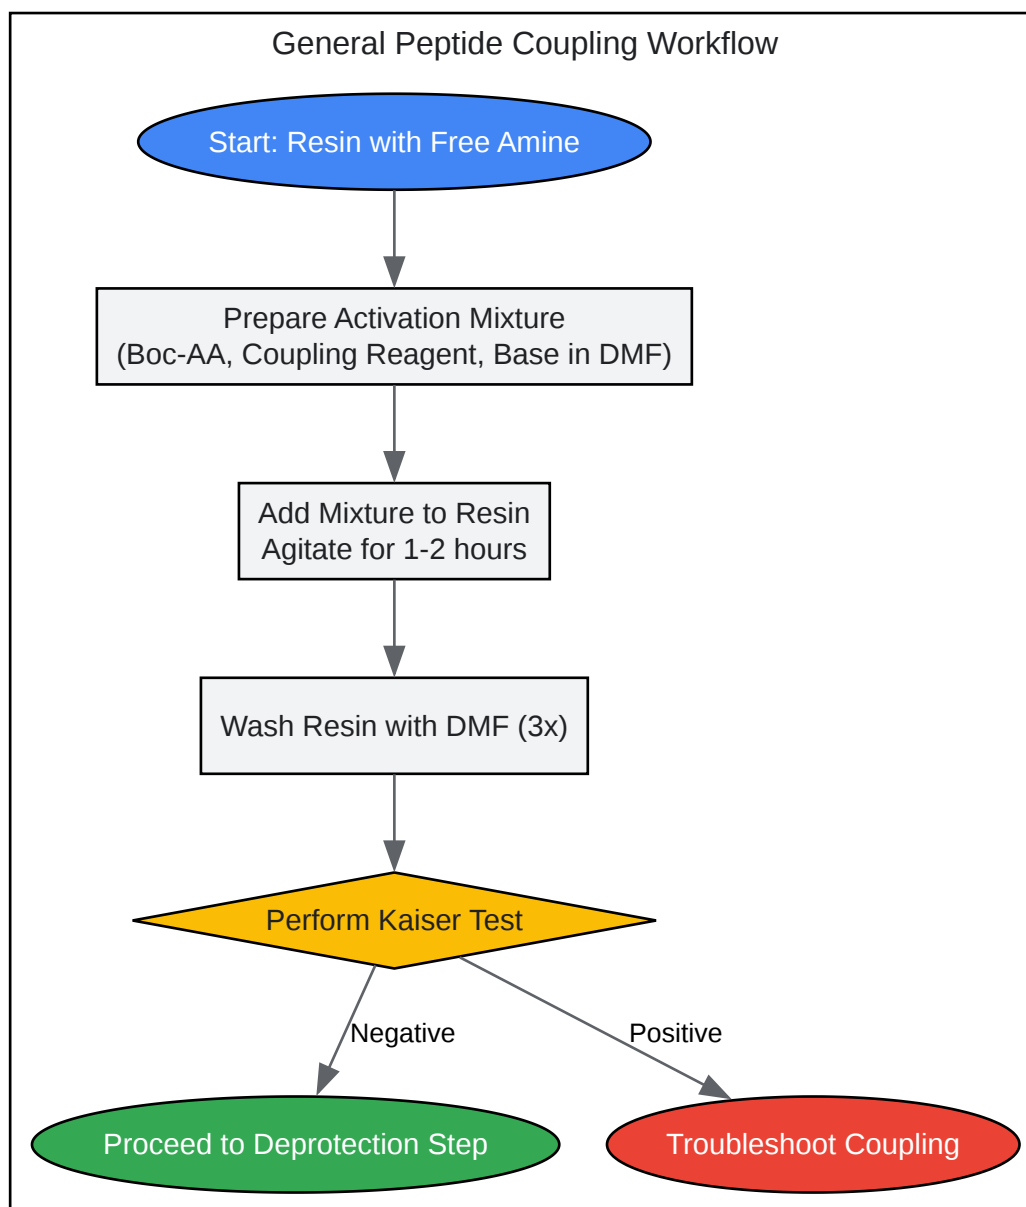 General Peptide Coupling Workflow
Start: Resin with Free Amine
Prepare Activation Mixture
(Boc-AA, Coupling Reagent, Base in DMF)
Add Mixture to Resin
Agitate for 1-2 hours
Wash Resin with DMF (3x)
Perform Kaiser Test
Negative
Positive
Proceed to Deprotection Step
Troubleshoot Coupling